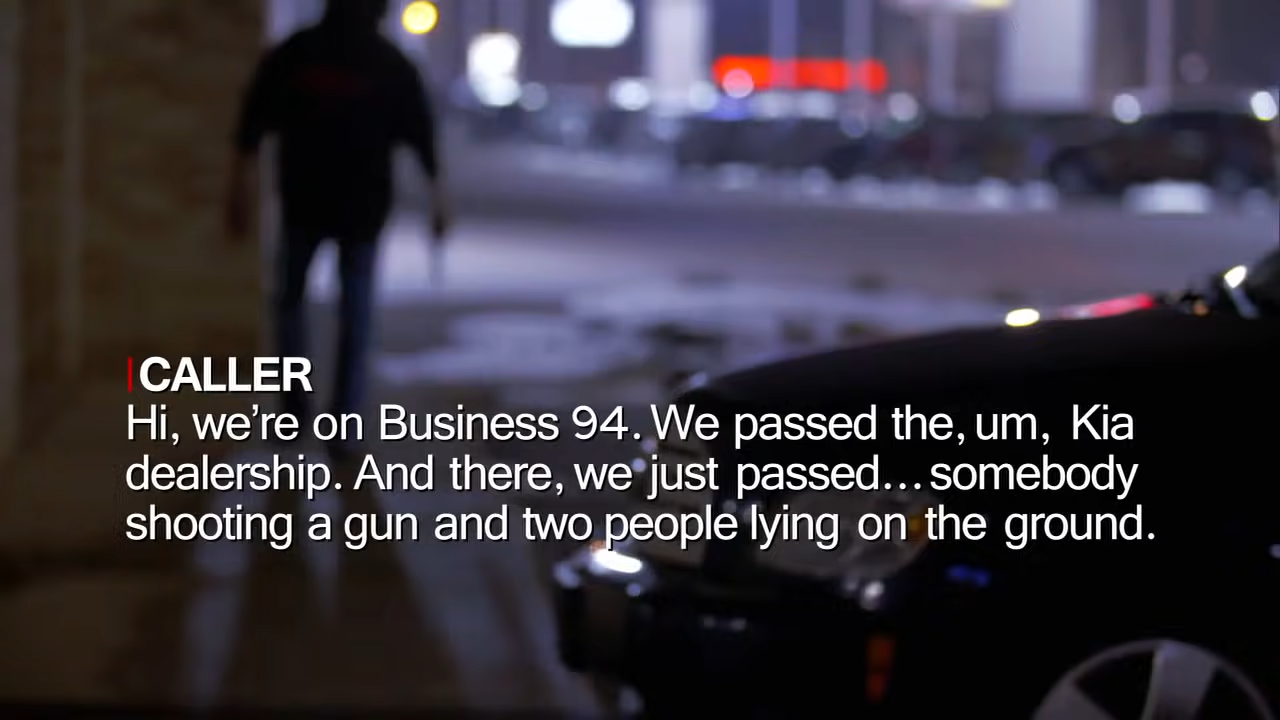 CALLER
Hi, we’re on Business 94. We passed the, um, Kia
dealership. And there, we just passed...somebody
shooting a gun and two people lying on the ground.